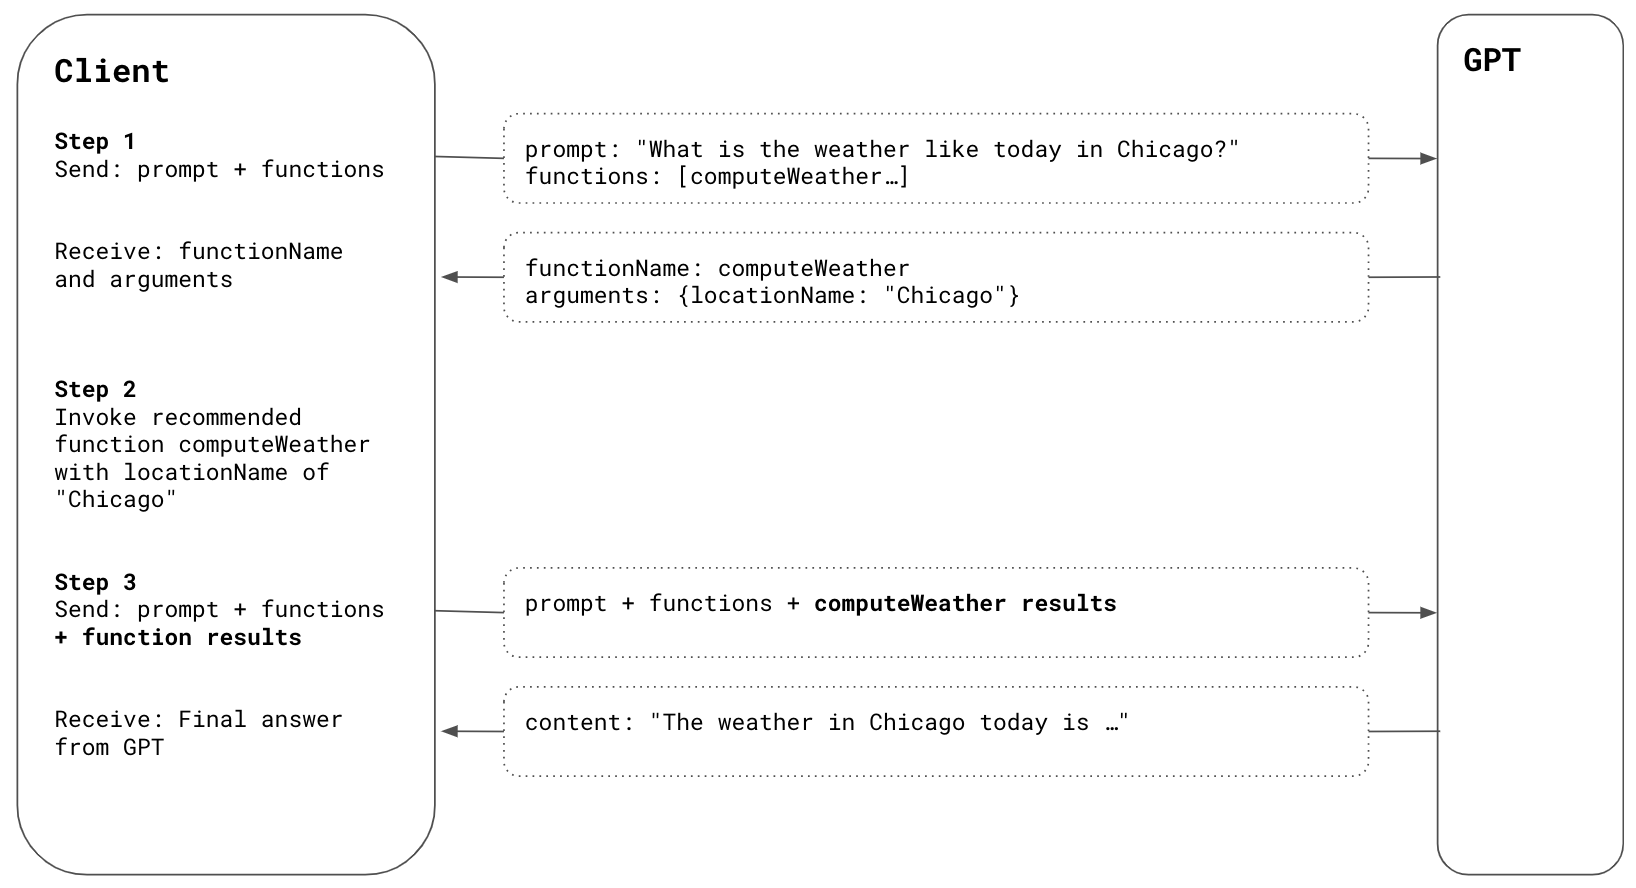 Client
GPT
Step 1
Send: prompt + functions
prompt: "What is the weather like today in Chicago?"
functions: [computeWeather…]
Receive: functionName
and arguments
functionName: computeWeather
arguments: {locationName: "Chicago"}
Step 2
Invoke recommended
function computeWeather
with locationName of
"Chicago"
Step 3
Send: prompt + functions
+ function results
prompt + functions + computeWeather results
Receive: Final answer
from GPT
content: "The weather in Chicago today is …"